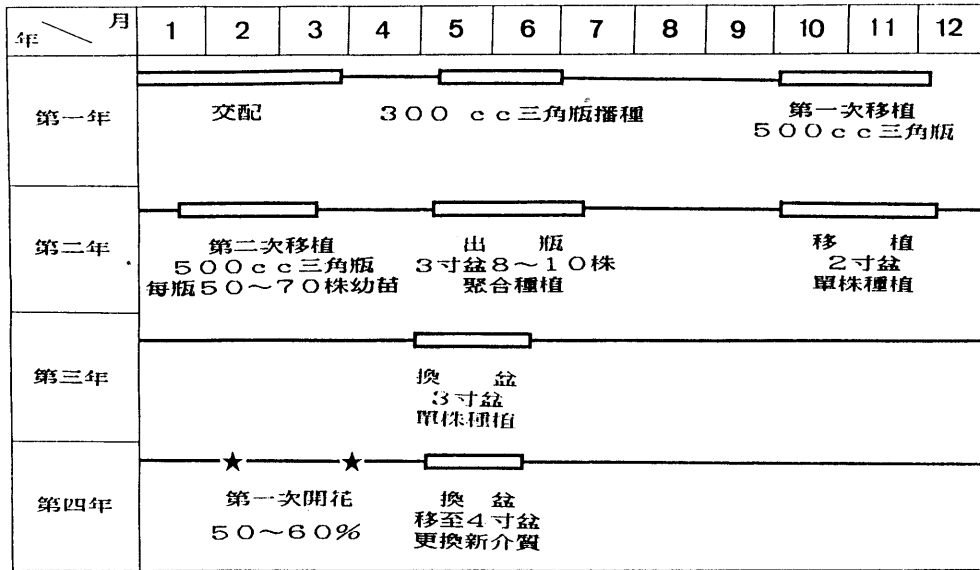 月
年
1 2 3 4 5 6 7 8 9 10 11 12
第一年
交配
300 cc三角瓶播種
第一次移植
500cc三角瓶
第二年
第二次移植
500cc三角瓶
每瓶50～70株幼苗
出 瓶
3寸盆8～10株
聚合種植
移 植
2寸盆
單株種植
第三年
換 盆
3寸盆
單株種植
第四年
第一次開花
50～60%
換 盆
移至4寸盆
更換新介質